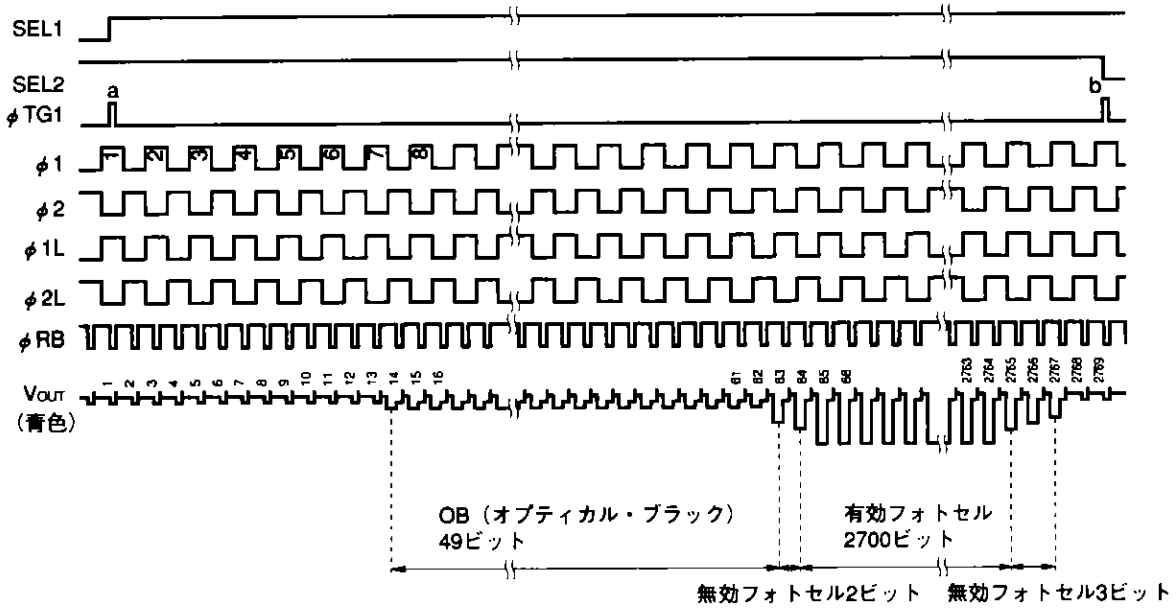 SEL1
SEL2
a
b
φTG1
φ1
1 2 3 4 5 6 7 8
φ2
φ1L
φ2L
φRB
VOUT
(青色)
1 2 3 4 5 6 7 8 9 10 11 12 13 14 15 16 61 62 63 64 65 66 2763 2764 2765 2766 2767 2768 2769
OB(オプティカル・ブラック)
49ビット
有効フォトセル
2700ビット
無効フォトセル2ビット
無効フォトセル3ビット